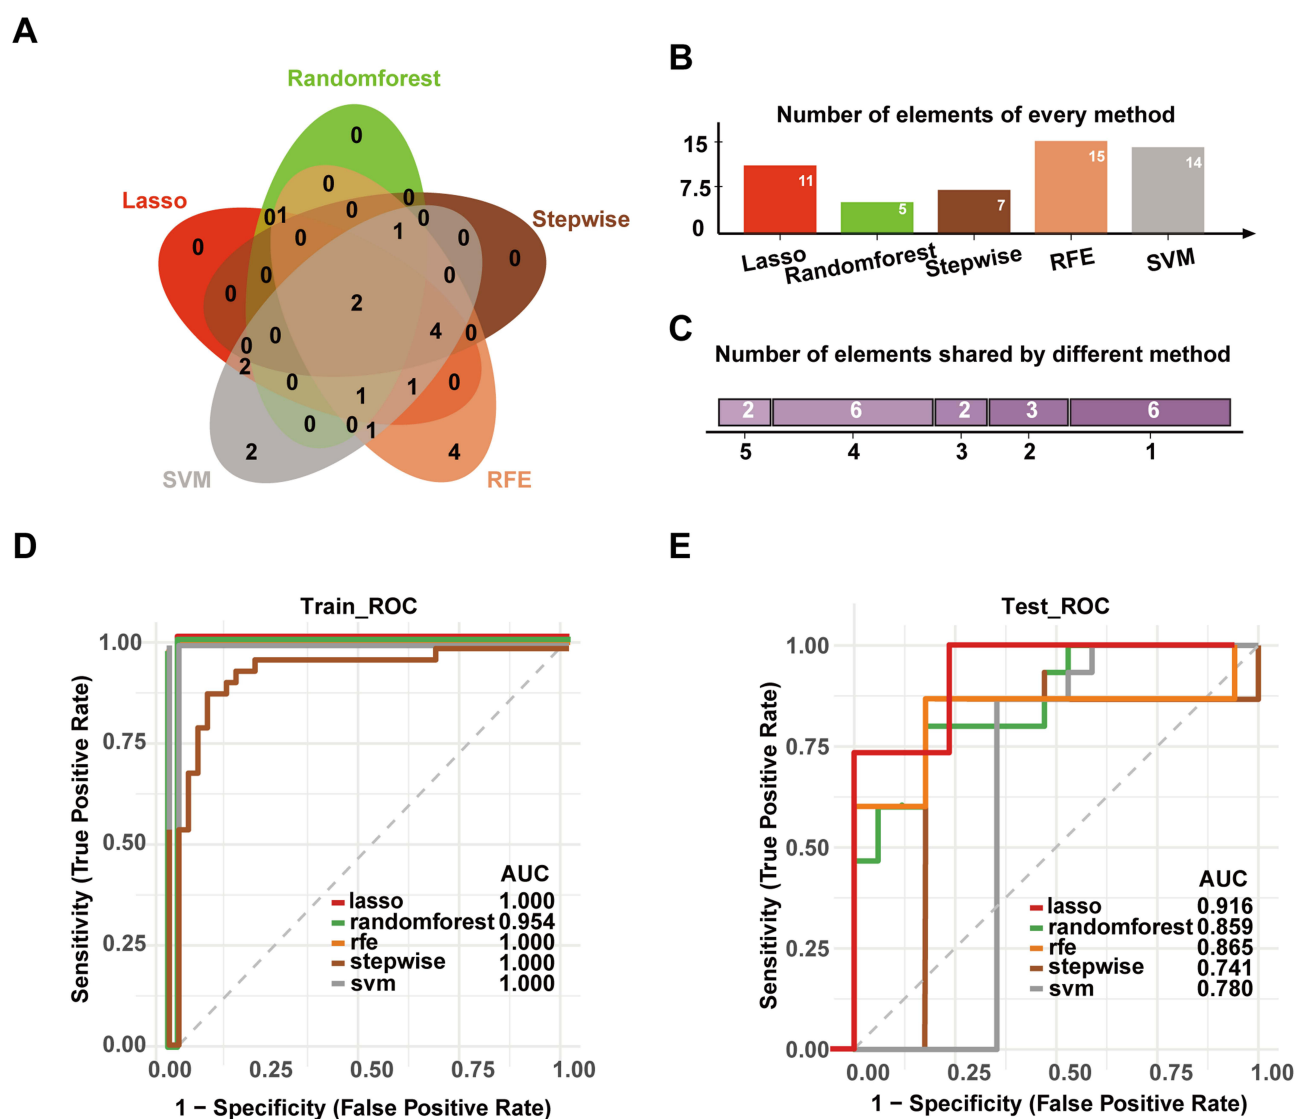 A
Randomforest
Lasso
Stepwise
SVM
RFE
0
0
0
0
0
1
0
0
1
0
0
0
0
0
0
0
0
2
4
0
0
0
2
0
1
1
0
0
0
1
2
4
B
Number of elements of every method
15
7.5
0
11
5
7
15
14
Lasso
Randomforest
Stepwise
RFE
SVM
C
Number of elements shared by different method
2 6 2 3 6
5 4 3 2 1
D
Train_ROC
Sensitivity (True Positive Rate)
1.00
0.75
0.50
0.25
0.00
AUC
lasso 1.000
randomforest 0.954
rfe 1.000
stepwise 1.000
svm 1.000
0.00 0.25 0.50 0.75 1.00
1 − Specificity (False Positive Rate)
E
Test_ROC
Sensitivity (True Positive Rate)
1.00
0.75
0.50
0.25
0.00
AUC
lasso 0.916
randomforest 0.859
rfe 0.865
stepwise 0.741
svm 0.780
0.00 0.25 0.50 0.75 1.00
1 − Specificity (False Positive Rate)